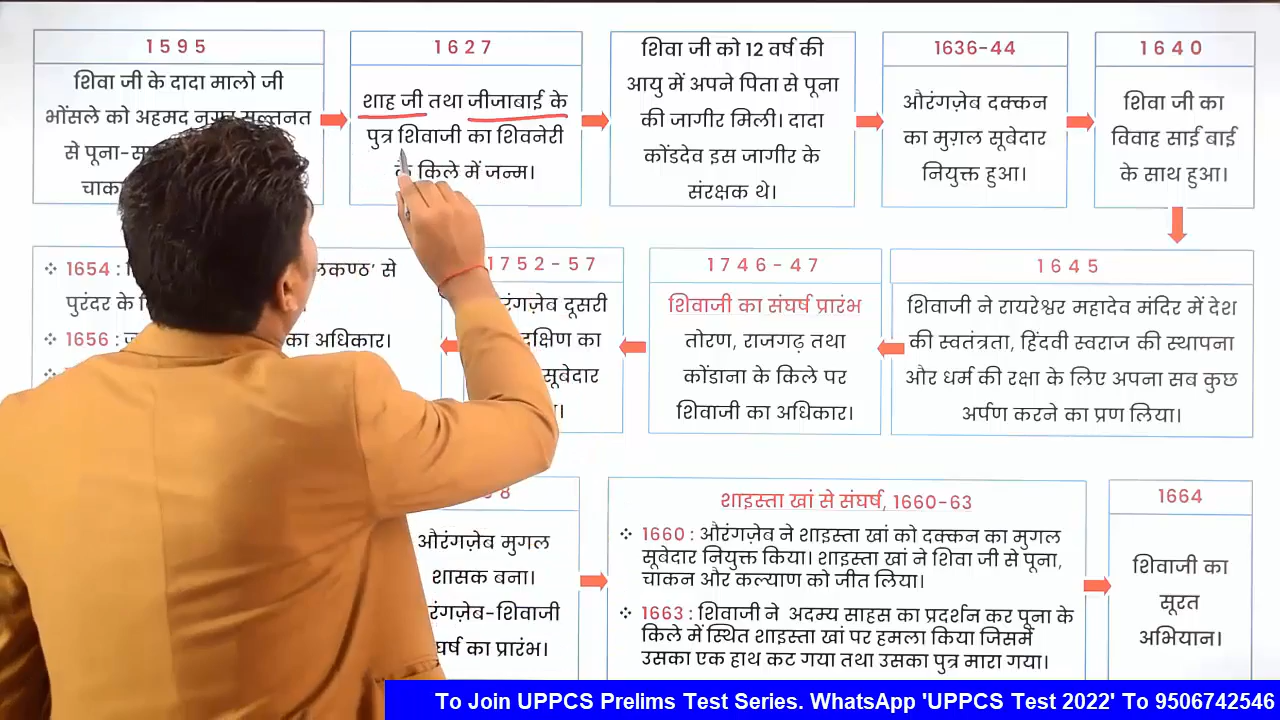 1595
शिवा जी के दादा मालो जी
भोंसले को अहमद नगर सल्तनत
से पूना-
चाक
1627
शाह जी तथा जीजाबाई के
पुत्र शिवाजी का शिवनेरी
के किले में जन्म।
शिवा जी को 12 वर्ष की
आयु में अपने पिता से पूना
की जागीर मिली। दादा
कोंडदेव इस जागीर के
संरक्षक थे।
1636-44
औरंगज़ेब दक्कन
का मुग़ल सूबेदार
नियुक्त हुआ।
1640
शिवा जी का
विवाह साई बाई
के साथ हुआ।
1645
शिवाजी ने रायरेश्वर महादेव मंदिर में देश
की स्वतंत्रता, हिंदवी स्वराज की स्थापना
और धर्म की रक्षा के लिए अपना सब कुछ
अर्पण करने का प्रण लिया।
1746-47
शिवाजी का संघर्ष प्रारंभ
तोरण, राजगढ़ तथा
कोंडाना के किले पर
शिवाजी का अधिकार।
1752-57
रंगज़ेब दूसरी
दक्षिण का
सूबेदार
❖ 1654 : लकण्ठ’ से
पुरंदर के
❖ 1656 : का अधिकार।
8
औरंगज़ेब मुगल
शासक बना।
रंगज़ेब-शिवाजी
घर्ष का प्रारंभ।
शाइस्ता खां से संघर्ष, 1660-63
❖ 1660 : औरंगज़ेब ने शाइस्ता खां को दक्कन का मुगल
सूबेदार नियुक्त किया। शाइस्ता खां ने शिवा जी से पूना,
चाकन और कल्याण को जीत लिया।
❖ 1663 : शिवाजी ने अदम्य साहस का प्रदर्शन कर पूना के
किले में स्थित शाइस्ता खां पर हमला किया जिसमें
उसका एक हाथ कट गया तथा उसका पुत्र मारा गया।
1664
शिवाजी का
सूरत
अभियान।
To Join UPPCS Prelims Test Series. WhatsApp 'UPPCS Test 2022' To 9506742546